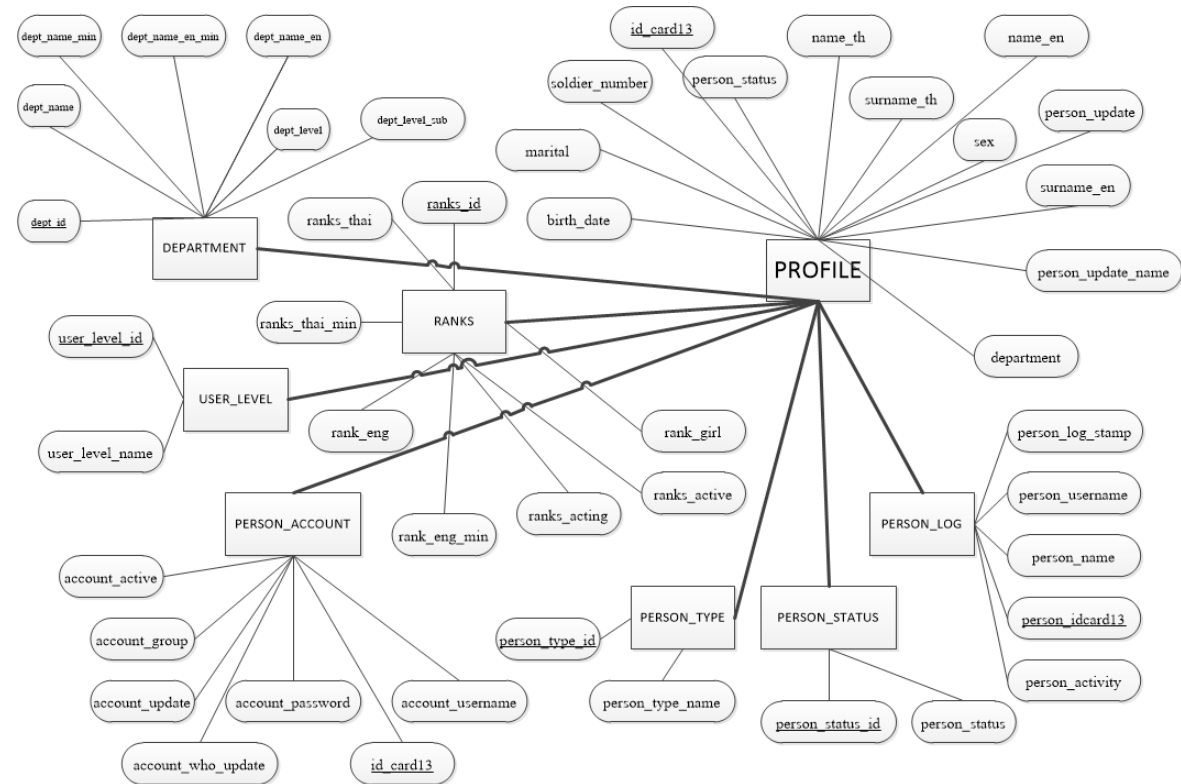 dept_name_min
dept_name_en_min
dept_name_en
dept_name
dept_level
dept_level_sub
dept_id
DEPARTMENT
id_card13
name_th
name_en
soldier_number
person_status
surname_th
person_update
marital
sex
surname_en
birth_date
PROFILE
person_update_name
department
ranks_thai
ranks_id
ranks_thai_min
RANKS
rank_eng
rank_girl
rank_eng_min
ranks_acting
ranks_active
user_level_id
USER_LEVEL
user_level_name
PERSON_ACCOUNT
account_active
account_group
account_update
account_password
account_username
account_who_update
id_card13
PERSON_TYPE
person_type_id
person_type_name
PERSON_STATUS
person_status_id
person_status
PERSON_LOG
person_log_stamp
person_username
person_name
person_idcard13
person_activity